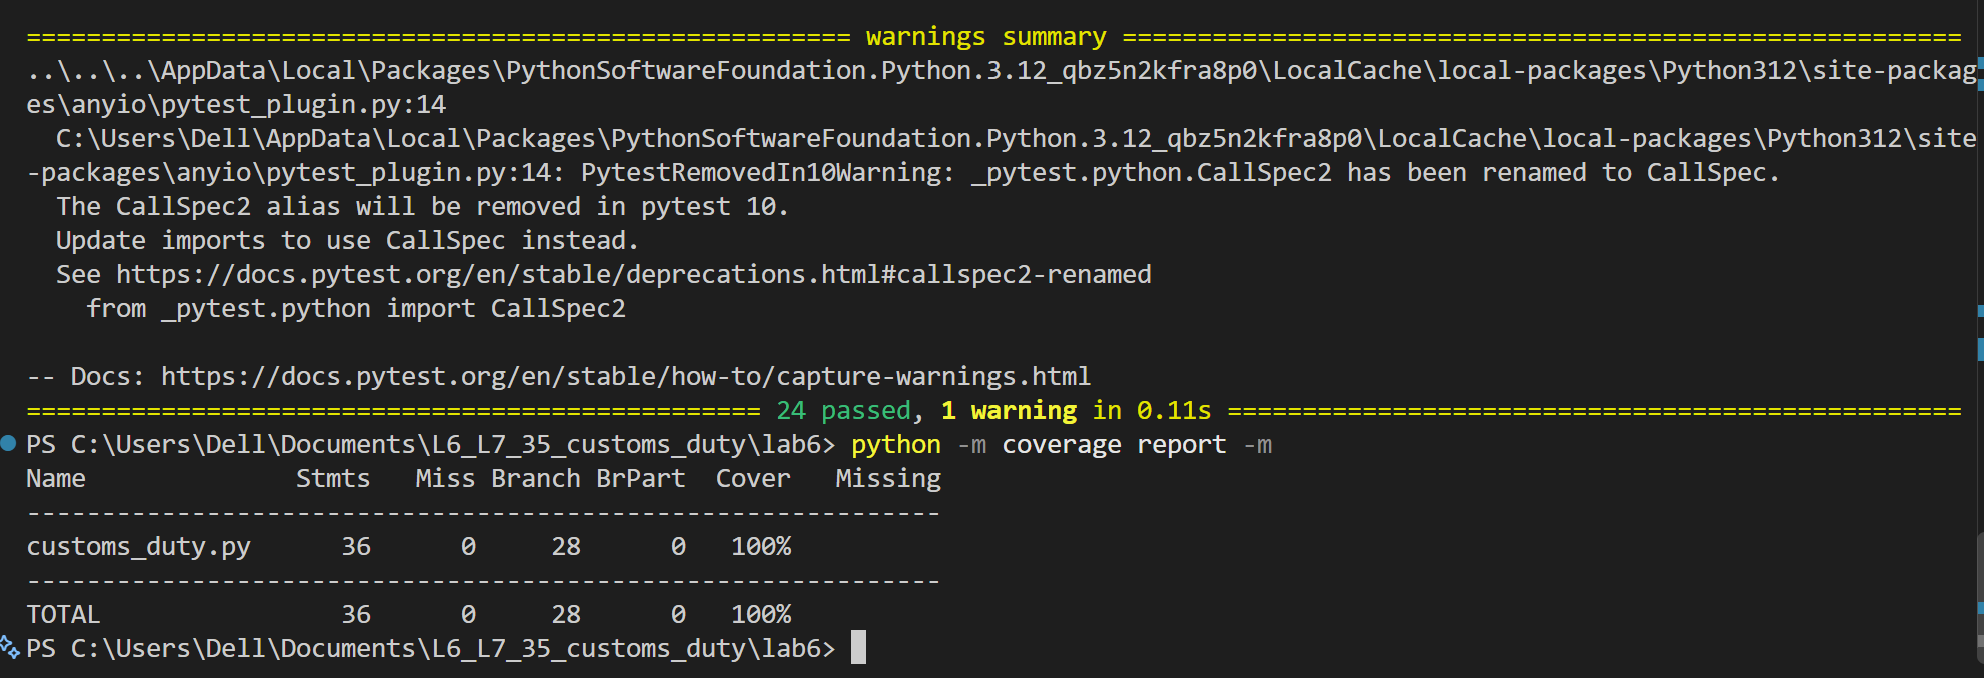 ======================================================= warnings summary ========================================================
..\..\..\AppData\Local\Packages\PythonSoftwareFoundation.Python.3.12_qbz5n2kfra8p0\LocalCache\local-packages\Python312\site-packag
es\anyio\pytest_plugin.py:14
  C:\Users\Dell\AppData\Local\Packages\PythonSoftwareFoundation.Python.3.12_qbz5n2kfra8p0\LocalCache\local-packages\Python312\site
-packages\anyio\pytest_plugin.py:14: PytestRemovedIn10Warning: _pytest.python.CallSpec2 has been renamed to CallSpec.
  The CallSpec2 alias will be removed in pytest 10.
  Update imports to use CallSpec instead.
  See https://docs.pytest.org/en/stable/deprecations.html#callspec2-renamed
    from _pytest.python import CallSpec2

-- Docs: https://docs.pytest.org/en/stable/how-to/capture-warnings.html
================================================= 24 passed, 1 warning in 0.11s =================================================
PS C:\Users\Dell\Documents\L6_L7_35_customs_duty\lab6> python -m coverage report -m
Name              Stmts   Miss Branch BrPart  Cover   Missing
-------------------------------------------------------------
customs_duty.py      36      0     28      0   100%
-------------------------------------------------------------
TOTAL                36      0     28      0   100%
PS C:\Users\Dell\Documents\L6_L7_35_customs_duty\lab6>